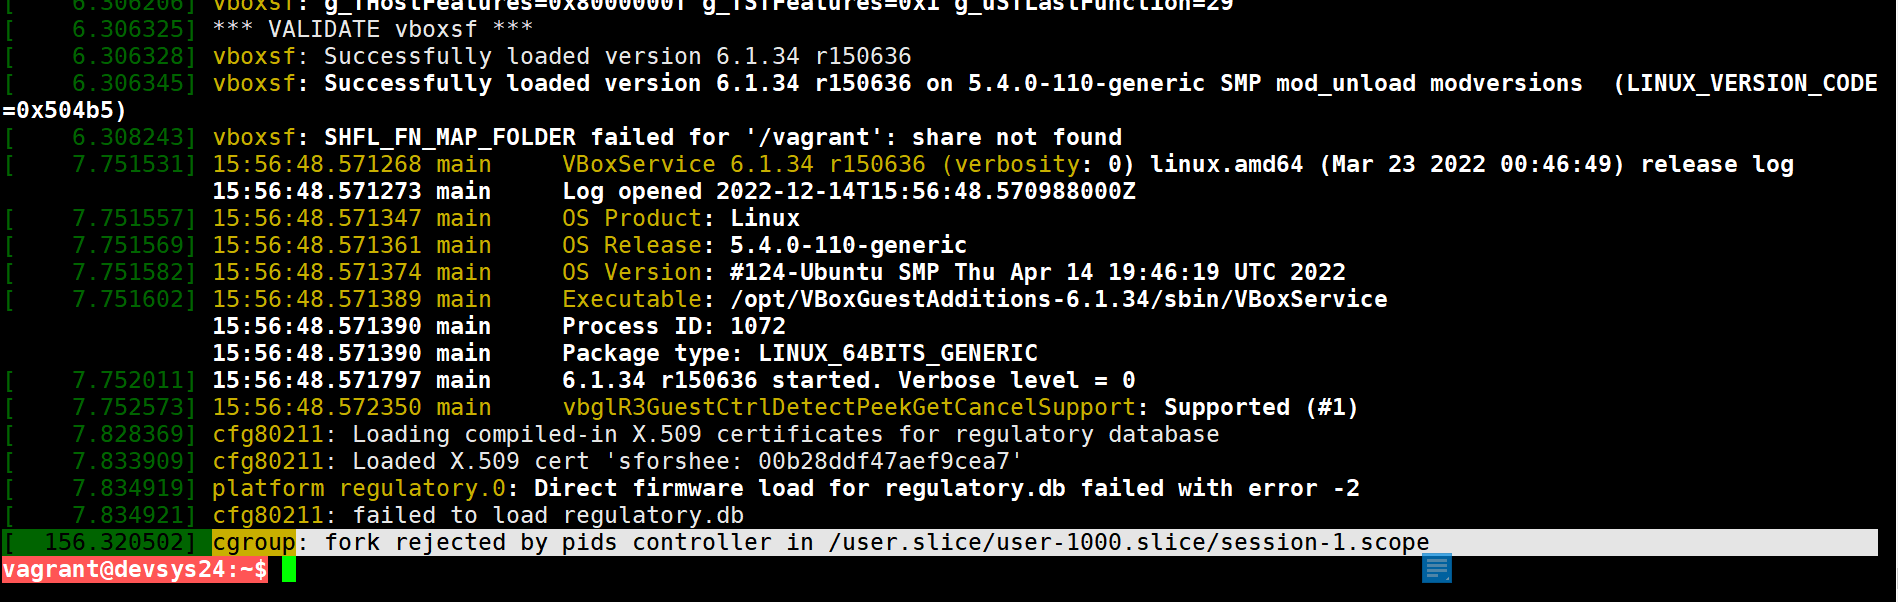 [    6.306206] vboxsf: g_fHostFeatures=0x8000000f g_fSfFeatures=0x1 g_uSfLastFunction=29
[    6.306325] *** VALIDATE vboxsf ***
[    6.306328] vboxsf: Successfully loaded version 6.1.34 r150636
[    6.306345] vboxsf: Successfully loaded version 6.1.34 r150636 on 5.4.0-110-generic SMP mod_unload modversions  (LINUX_VERSION_CODE
=0x504b5)
[    6.308243] vboxsf: SHFL_FN_MAP_FOLDER failed for '/vagrant': share not found
[    7.751531] 15:56:48.571268 main     VBoxService 6.1.34 r150636 (verbosity: 0) linux.amd64 (Mar 23 2022 00:46:49) release log
15:56:48.571273 main     Log opened 2022-12-14T15:56:48.570988000Z
[    7.751557] 15:56:48.571347 main     OS Product: Linux
[    7.751569] 15:56:48.571361 main     OS Release: 5.4.0-110-generic
[    7.751582] 15:56:48.571374 main     OS Version: #124-Ubuntu SMP Thu Apr 14 19:46:19 UTC 2022
[    7.751602] 15:56:48.571389 main     Executable: /opt/VBoxGuestAdditions-6.1.34/sbin/VBoxService
15:56:48.571390 main     Process ID: 1072
15:56:48.571390 main     Package type: LINUX_64BITS_GENERIC
[    7.752011] 15:56:48.571797 main     6.1.34 r150636 started. Verbose level = 0
[    7.752573] 15:56:48.572350 main     vbglR3GuestCtrlDetectPeekGetCancelSupport: Supported (#1)
[    7.828369] cfg80211: Loading compiled-in X.509 certificates for regulatory database
[    7.833909] cfg80211: Loaded X.509 cert 'sforshee: 00b28ddf47aef9cea7'
[    7.834919] platform regulatory.0: Direct firmware load for regulatory.db failed with error -2
[    7.834921] cfg80211: failed to load regulatory.db
[  156.320502] cgroup: fork rejected by pids controller in /user.slice/user-1000.slice/session-1.scope
vagrant@devsys24:~$